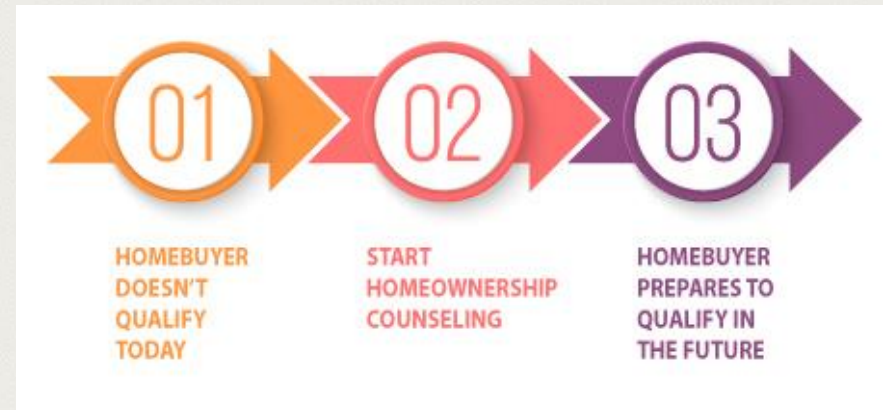 01
HOMEBUYER
DOESN'T
QUALIFY
TODAY
02
START
HOMEOWNERSHIP
COUNSELING
03
HOMEBUYER
PREPARES TO
QUALIFY IN
THE FUTURE